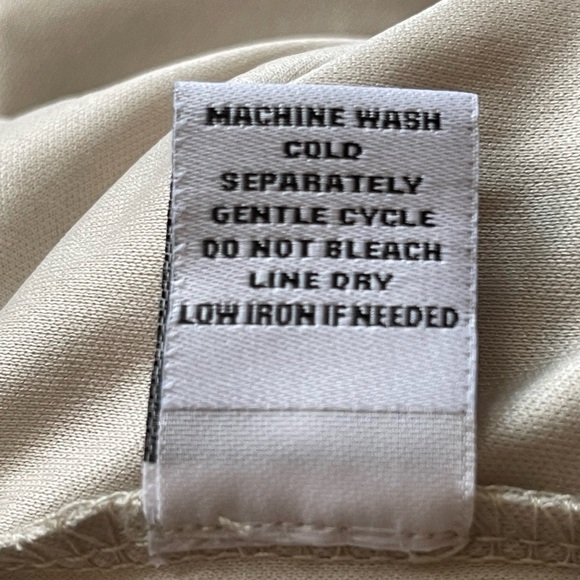 MACHINE WASH
COLD
SEPARATELY
GENTLE CYCLE
DO NOT BLEACH
LINE DRY
LOW IRON IF NEEDED